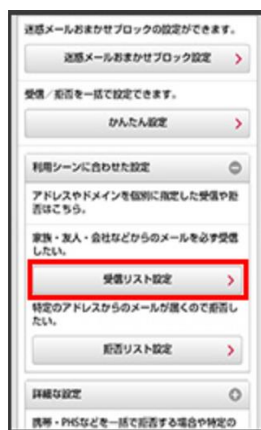 迷惑メールおまかせブロックの設定ができます。
迷惑メールおまかせブロック設定
受信／拒否を一括で設定できます。
かんたん設定
利用シーンに合わせた設定
アドレスやドメインを個別に指定した受信や拒
否はこちら。
家族・友人・会社などからのメールを必ず受信
したい。
受信リスト設定
特定のアドレスからのメールが届くので拒否し
たい。
拒否リスト設定
詳細な設定
携帯・PHSなどを一括で拒否する場合や特定の